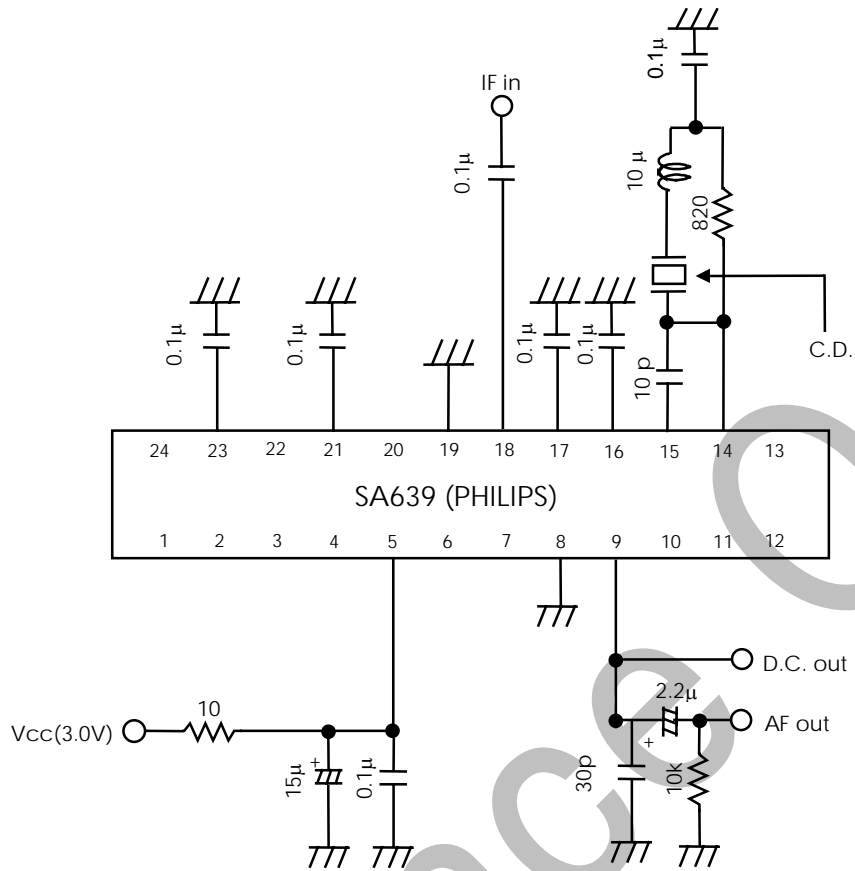 0.1µ
IF in
0.1µ
10 µ
820
0.1µ
0.1µ
0.1µ
0.1µ
10 p
C.D.
24 23 22 21 20 19 18 17 16 15 14 13
SA639 (PHILIPS)
1 2 3 4 5 6 7 8 9 10 11 12
D.C. out
2.2µ
Vcc(3.0V)
10
AF out
15µ
+
0.1µ
30p
+
10k
nce